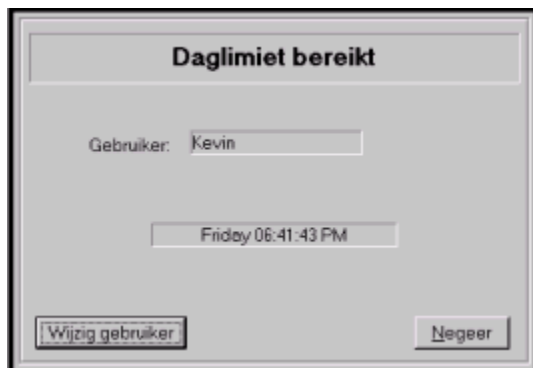 Daglimiet bereikt
Gebruiker: Kevin
Friday 06:41:43 PM
Wijzig gebruiker Negeer